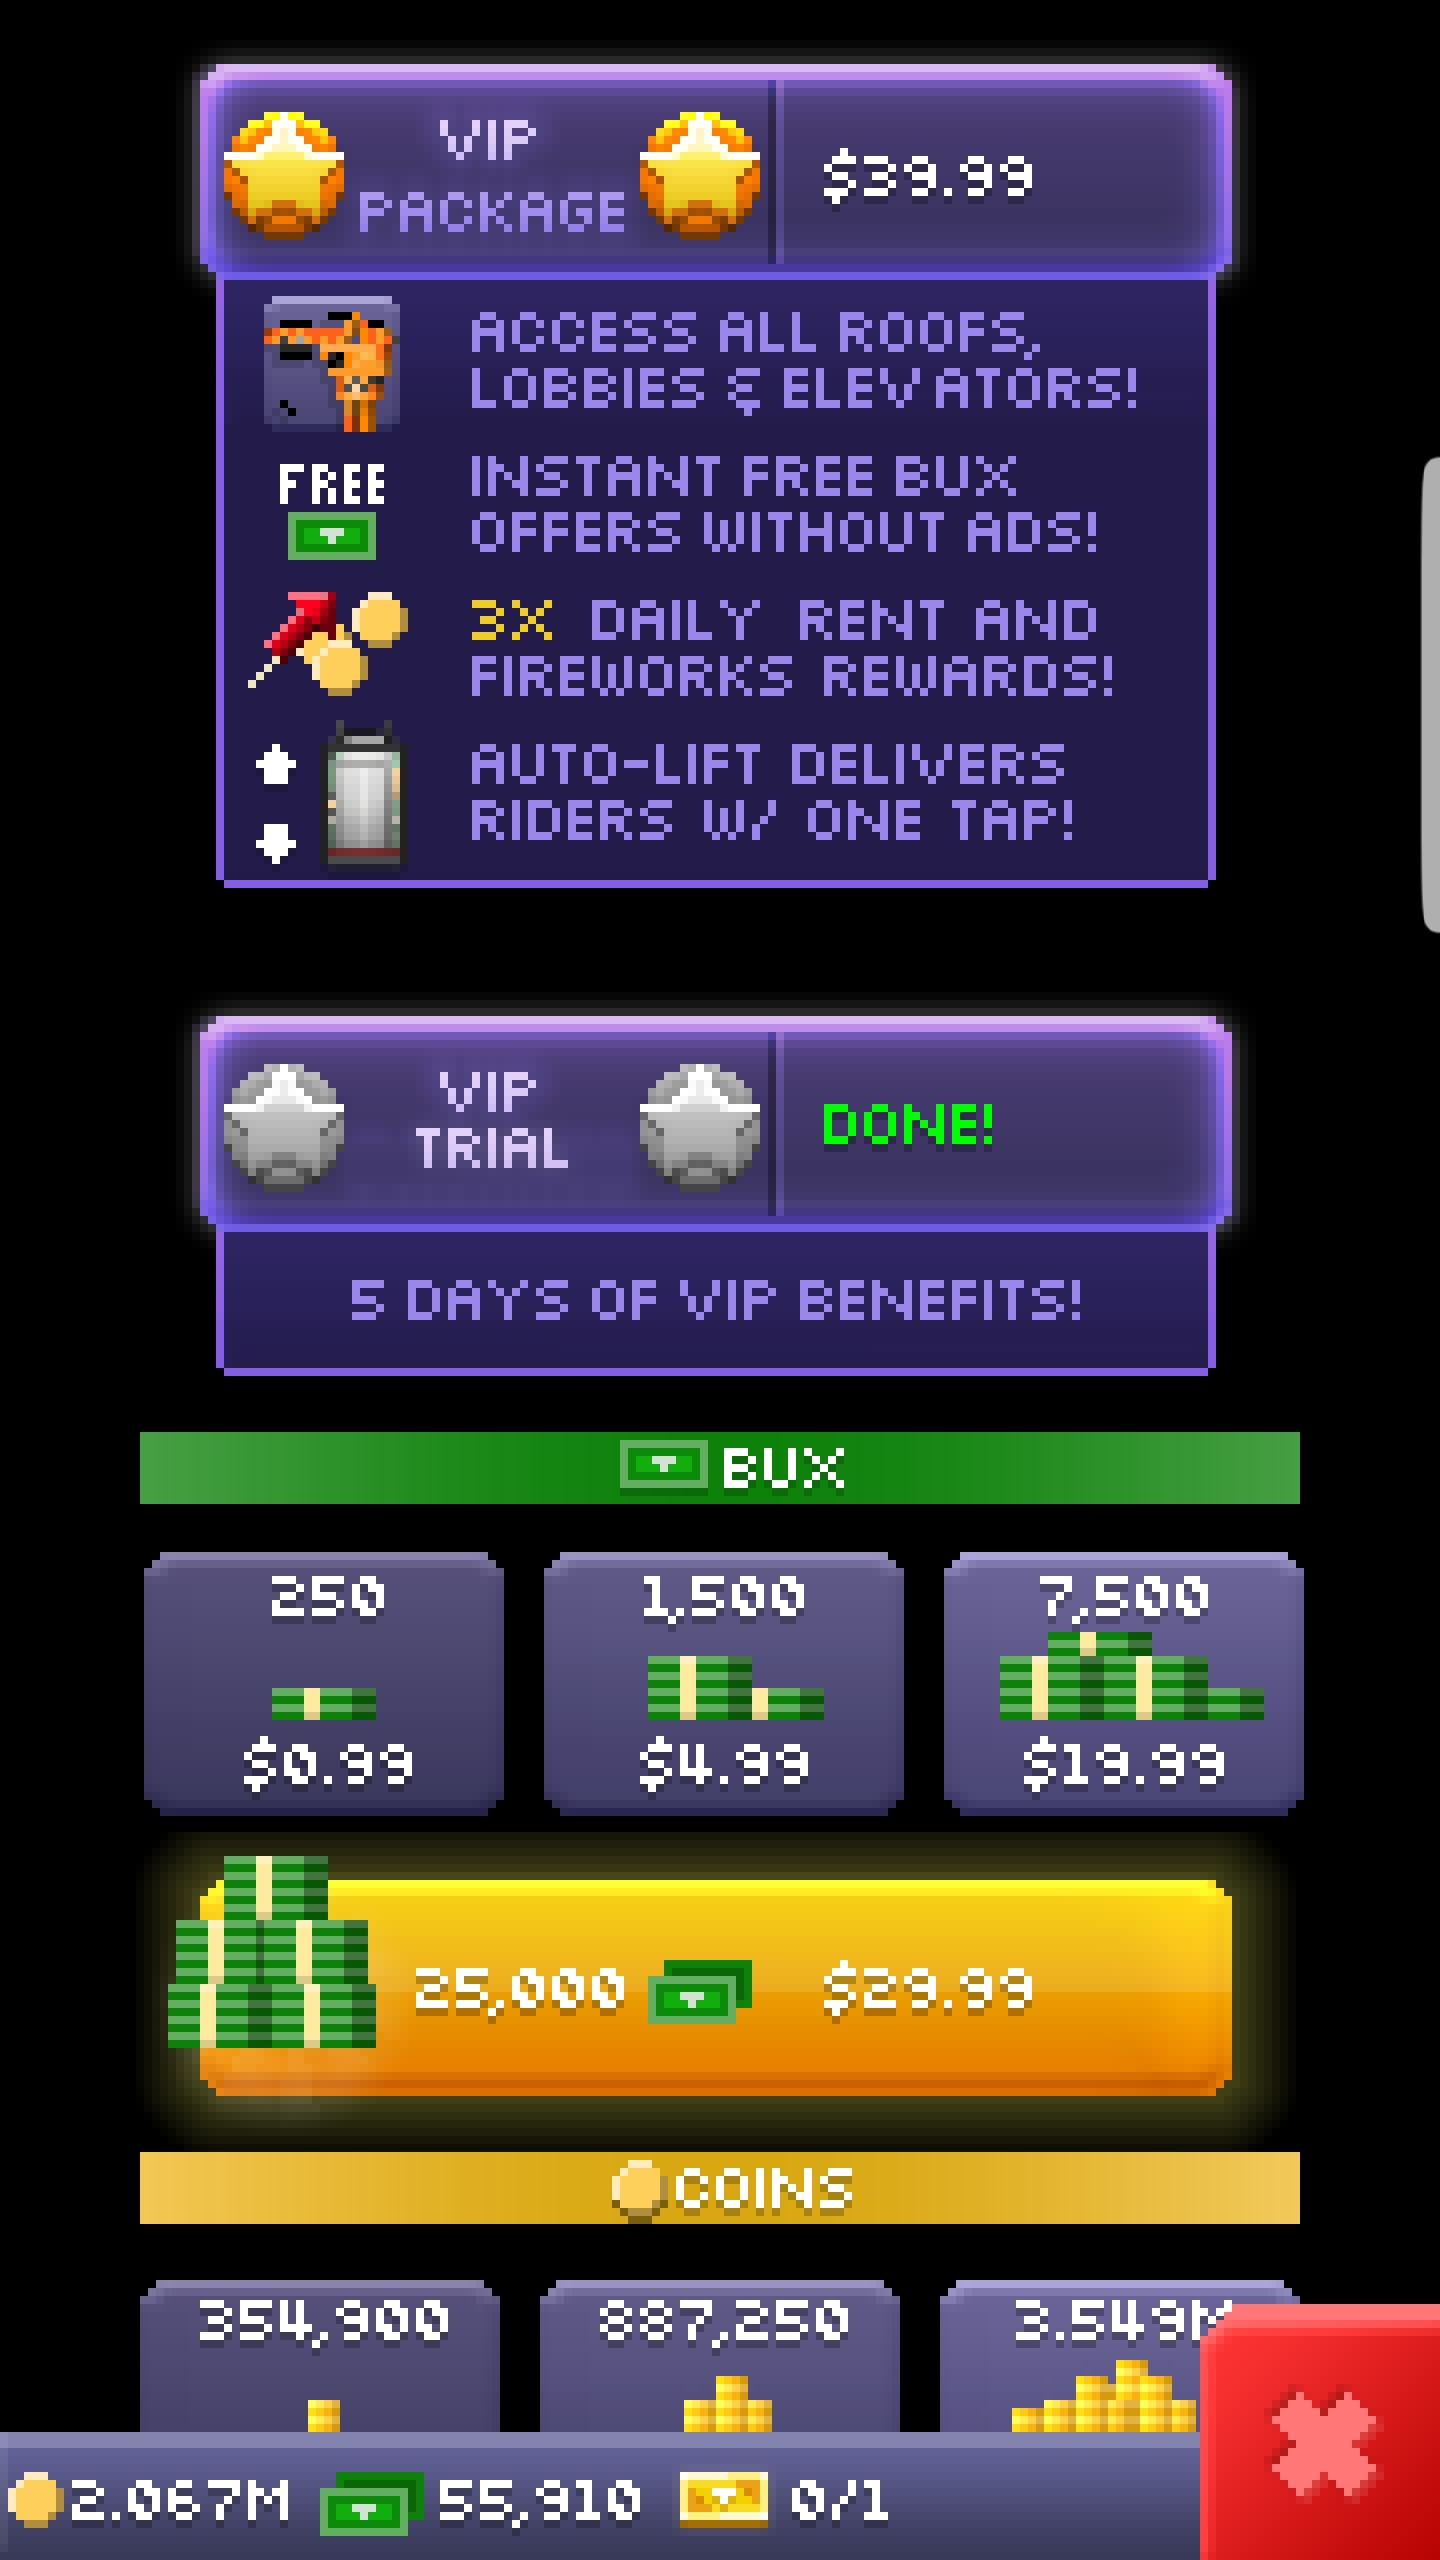 VIP
PACKAGE
$39.99
ACCESS ALL ROOFS,
LOBBIES & ELEVATORS!
FREE
INSTANT FREE BUX
OFFERS WITHOUT ADS!
3X DAILY RENT AND
FIREWORKS REWARDS!
AUTO-LIFT DELIVERS
RIDERS W/ ONE TAP!
VIP
TRIAL
DONE!
5 DAYS OF VIP BENEFITS!
BUX
250
$0.99
1,500
$4.99
7,500
$19.99
25,000 $29.99
COINS
354,900
887,250
3.549M
2.067M 55,910 0/1